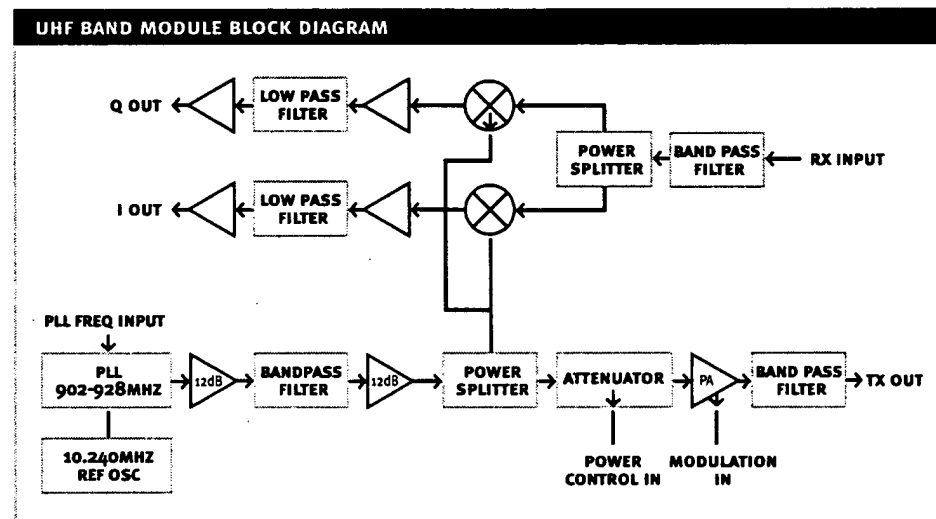 UHF BAND MODULE BLOCK DIAGRAM
Q OUT
LOW PASS
FILTER
POWER
SPLITTER
BAND PASS
FILTER
RX INPUT
I OUT
LOW PASS
FILTER
PLL FREQ INPUT
PLL
902-928MHZ
12dB
BANDPASS
FILTER
12dB
POWER
SPLITTER
ATTENUATOR
PA
BAND PASS
FILTER
TX OUT
10.240MHZ
REF OSC
POWER
CONTROL IN
MODULATION
IN